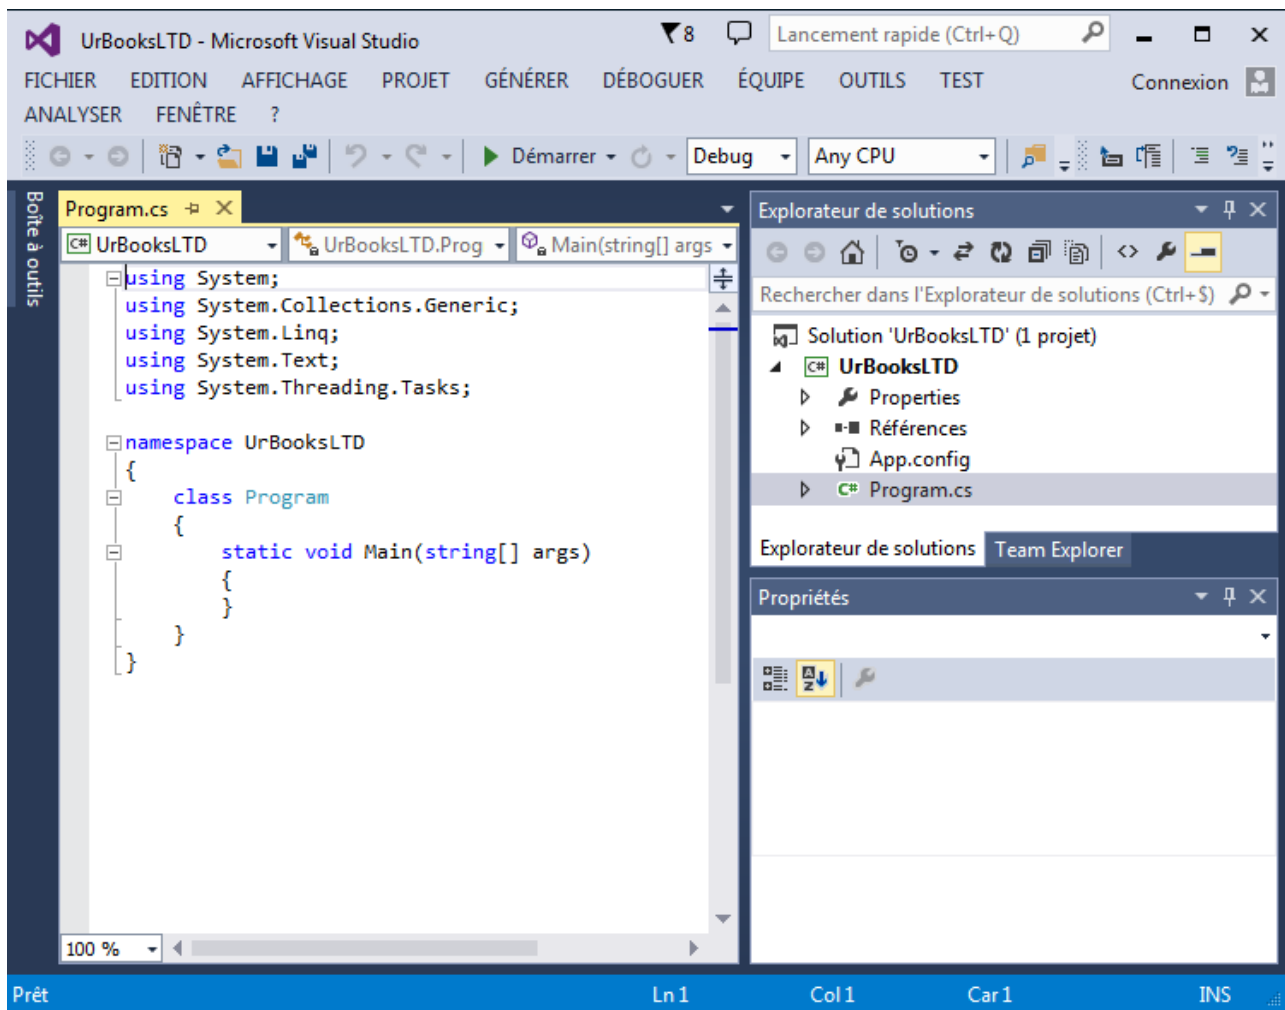 UrBooksLTD - Microsoft Visual Studio
8
Lancement rapide (Ctrl+Q)
FICHIER EDITION AFFICHAGE PROJET GÉNÉRER DÉBOGUER ÉQUIPE OUTILS TEST
Connexion
ANALYSER FENÊTRE ?
Démarrer Debug Any CPU
Boîte à outils
Program.cs
UrBooksLTD UrBooksLTD.Prog Main(string[] args
using System;
using System.Collections.Generic;
using System.Linq;
using System.Text;
using System.Threading.Tasks;
namespace UrBooksLTD
{
class Program
{
static void Main(string[] args)
{
}
}
}
100 %
Explorateur de solutions
Rechercher dans l'Explorateur de solutions (Ctrl+$)
Solution 'UrBooksLTD' (1 projet)
C# UrBooksLTD
Properties
Références
App.config
C# Program.cs
Explorateur de solutions Team Explorer
Propriétés
Prêt Ln 1 Col 1 Car 1 INS